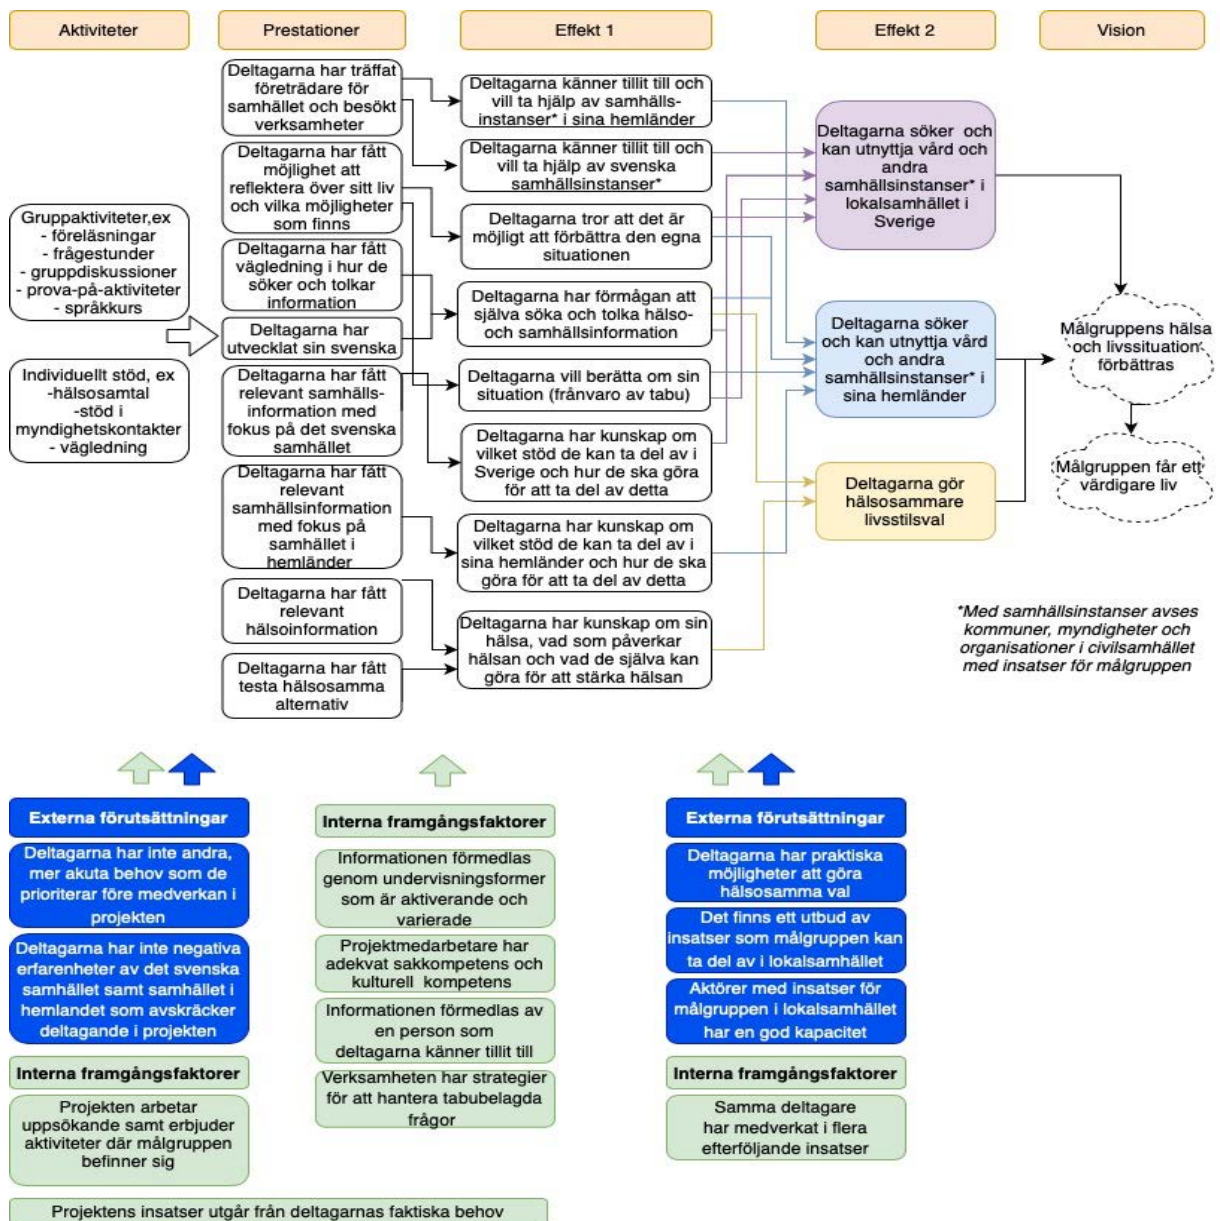 Aktiviteter
Prestationer
Effekt 1
Effekt 2
Vision
Gruppaktiviteter,ex
- föreläsningar
- frågestunder
- gruppdiskussioner
- prova-på-aktiviteter
- språkkurs
Individuellt stöd, ex
-hälsosamtal
-stöd i
myndighetskontakter
- vägledning
Deltagarna har träffat
företrädare för
samhället och besökt
verksamheter
Deltagarna har fått
möjlighet att
reflektera över sitt liv
och vilka möjligheter
som finns
Deltagarna har fått
vägledning i hur de
söker och tolkar
information
Deltagarna har
utvecklat sin svenska
Deltagarna har fått
relevant samhälls-
information med
fokus på det svenska
samhället
Deltagarna har fått
relevant
samhällsinformation
med fokus på
samhället i
hemländer
Deltagarna har fått
relevant
hälsoinformation
Deltagarna har fått
testa hälsosamma
alternativ
Deltagarna känner tillit till och
vill ta hjälp av samhälls-
instanser* i sina hemländer
Deltagarna känner tillit till och
vill ta hjälp av svenska
samhällsinstanser*
Deltagarna tror att det är
möjligt att förbättra den egna
situationen
Deltagarna har förmågan att
själva söka och tolka hälso-
och samhällsinformation
Deltagarna vill berätta om sin
situation (frånvaro av tabu)
Deltagarna har kunskap om
vilket stöd de kan ta del av i
Sverige och hur de ska göra
för att ta del av detta
Deltagarna har kunskap om
vilket stöd de kan ta del av i
sina hemländer och hur de ska
göra för att ta del av detta
Deltagarna har kunskap om sin
hälsa, vad som påverkar
hälsan och vad de själva kan
göra för att stärka hälsan
Deltagarna söker och
kan utnyttja vård och
andra
samhällsinstanser* i
lokalsamhället i
Sverige
Deltagarna söker
och kan utnyttja vård
och andra
samhällsinstanser* i
sina hemländer
Deltagarna gör
hälsosammare
livsstilsval
Målgruppens hälsa
och livssituation
förbättras
Målgruppen får ett
värdigare liv
*Med samhällsinstanser avses
kommuner, myndigheter och
organisationer i civilsamhället
med insatser för målgruppen
Externa förutsättningar
Deltagarna har inte andra,
mer akuta behov som de
prioriterar före medverkan i
projekten
Deltagarna har inte negativa
erfarenheter av det svenska
samhället samt samhället i
hemlandet som avskräcker
deltagande i projekten
Interna framgångsfaktorer
Projekten arbetar
uppsökande samt erbjuder
aktiviteter där målgruppen
befinner sig
Projektens insatser utgår från deltagarnas faktiska behov
Interna framgångsfaktorer
Informationen förmedlas
genom undervisningsformer
som är aktiverande och
varierade
Projektmedarbetare har
adekvat sakkompetens och
kulturell kompetens
Informationen förmedlas av
en person som
deltagarna känner tillit till
Verksamheten har strategier
för att hantera tabubelagda
frågor
Externa förutsättningar
Deltagarna har praktiska
möjligheter att göra
hälsosamma val
Det finns ett utbud av
insatser som målgruppen kan
ta del av i lokalsamhället
Aktörer med insatser för
målgruppen i lokalsamhället
har en god kapacitet
Interna framgångsfaktorer
Samma deltagare
har medverkat i flera
efterföljande insatser